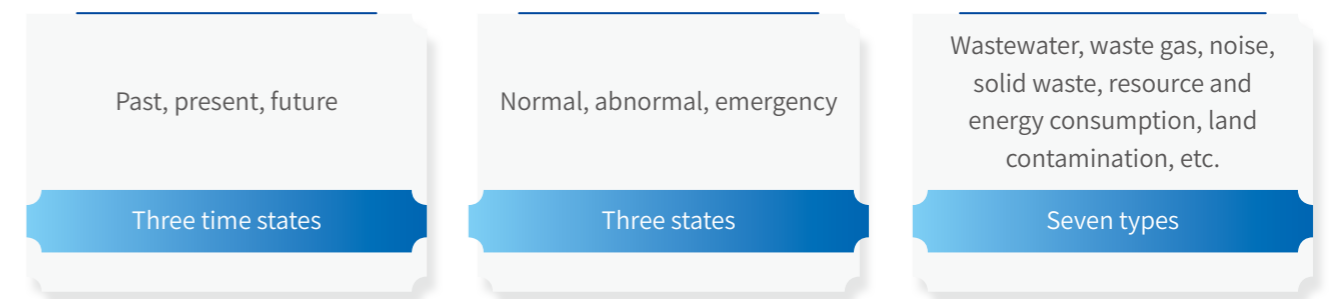 Past, present, future
Three time states
Normal, abnormal, emergency
Three states
Wastewater, waste gas, noise,
solid waste, resource and
energy consumption, land
contamination, etc.
Seven types